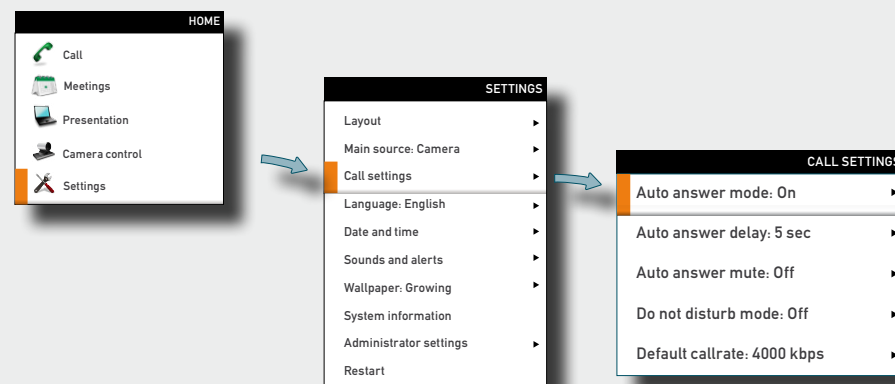 HOME
Call
Meetings
Presentation
Camera control
Settings
SETTINGS
Layout
Main source: Camera
Call settings
Language: English
Date and time
Sounds and alerts
Wallpaper: Growing
System information
Administrator settings
Restart
CALL SETTINGS
Auto answer mode: On
Auto answer delay: 5 sec
Auto answer mute: Off
Do not disturb mode: Off
Default callrate: 4000 kbps